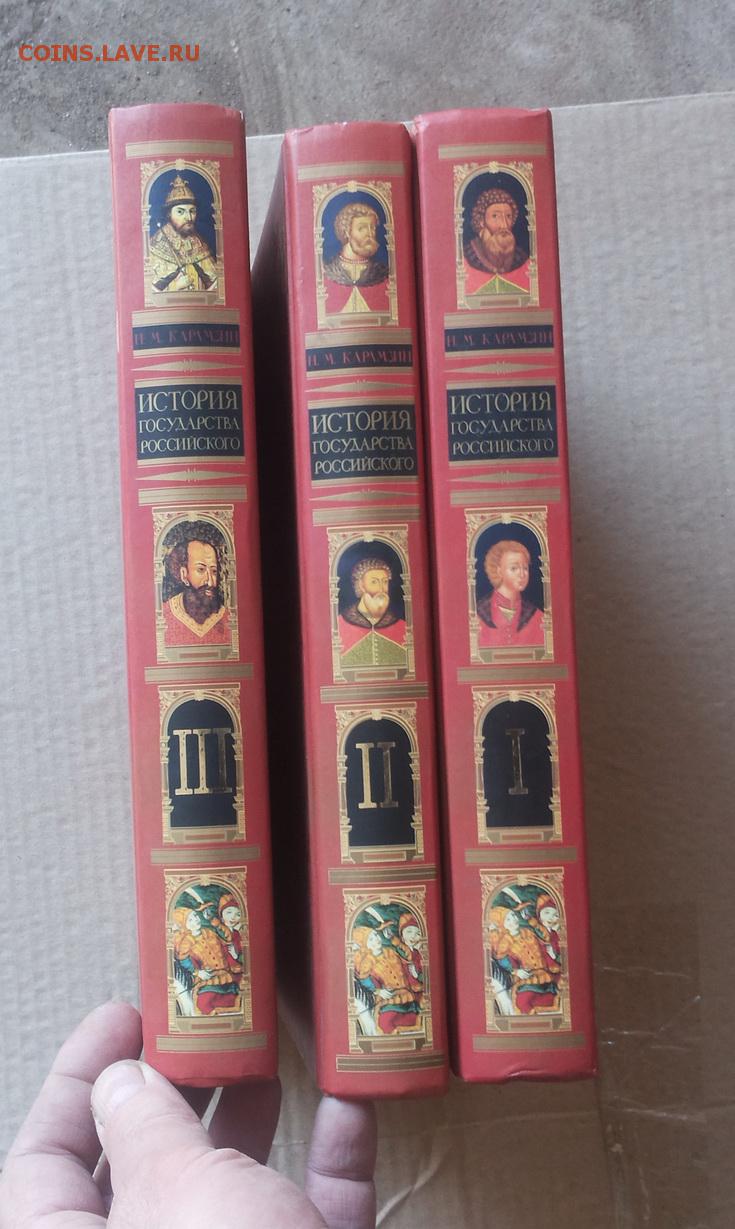 COINS.LAVE.RU
Н. М. КАРАМЗИН
ИСТОРИЯ
ГОСУДАРСТВА
РОССИЙСКОГО
III
Н. М. КАРАМЗИН
ИСТОРИЯ
ГОСУДАРСТВА
РОССИЙСКОГО
II
Н. М. КАРАМЗИН
ИСТОРИЯ
ГОСУДАРСТВА
РОССИЙСКОГО
I